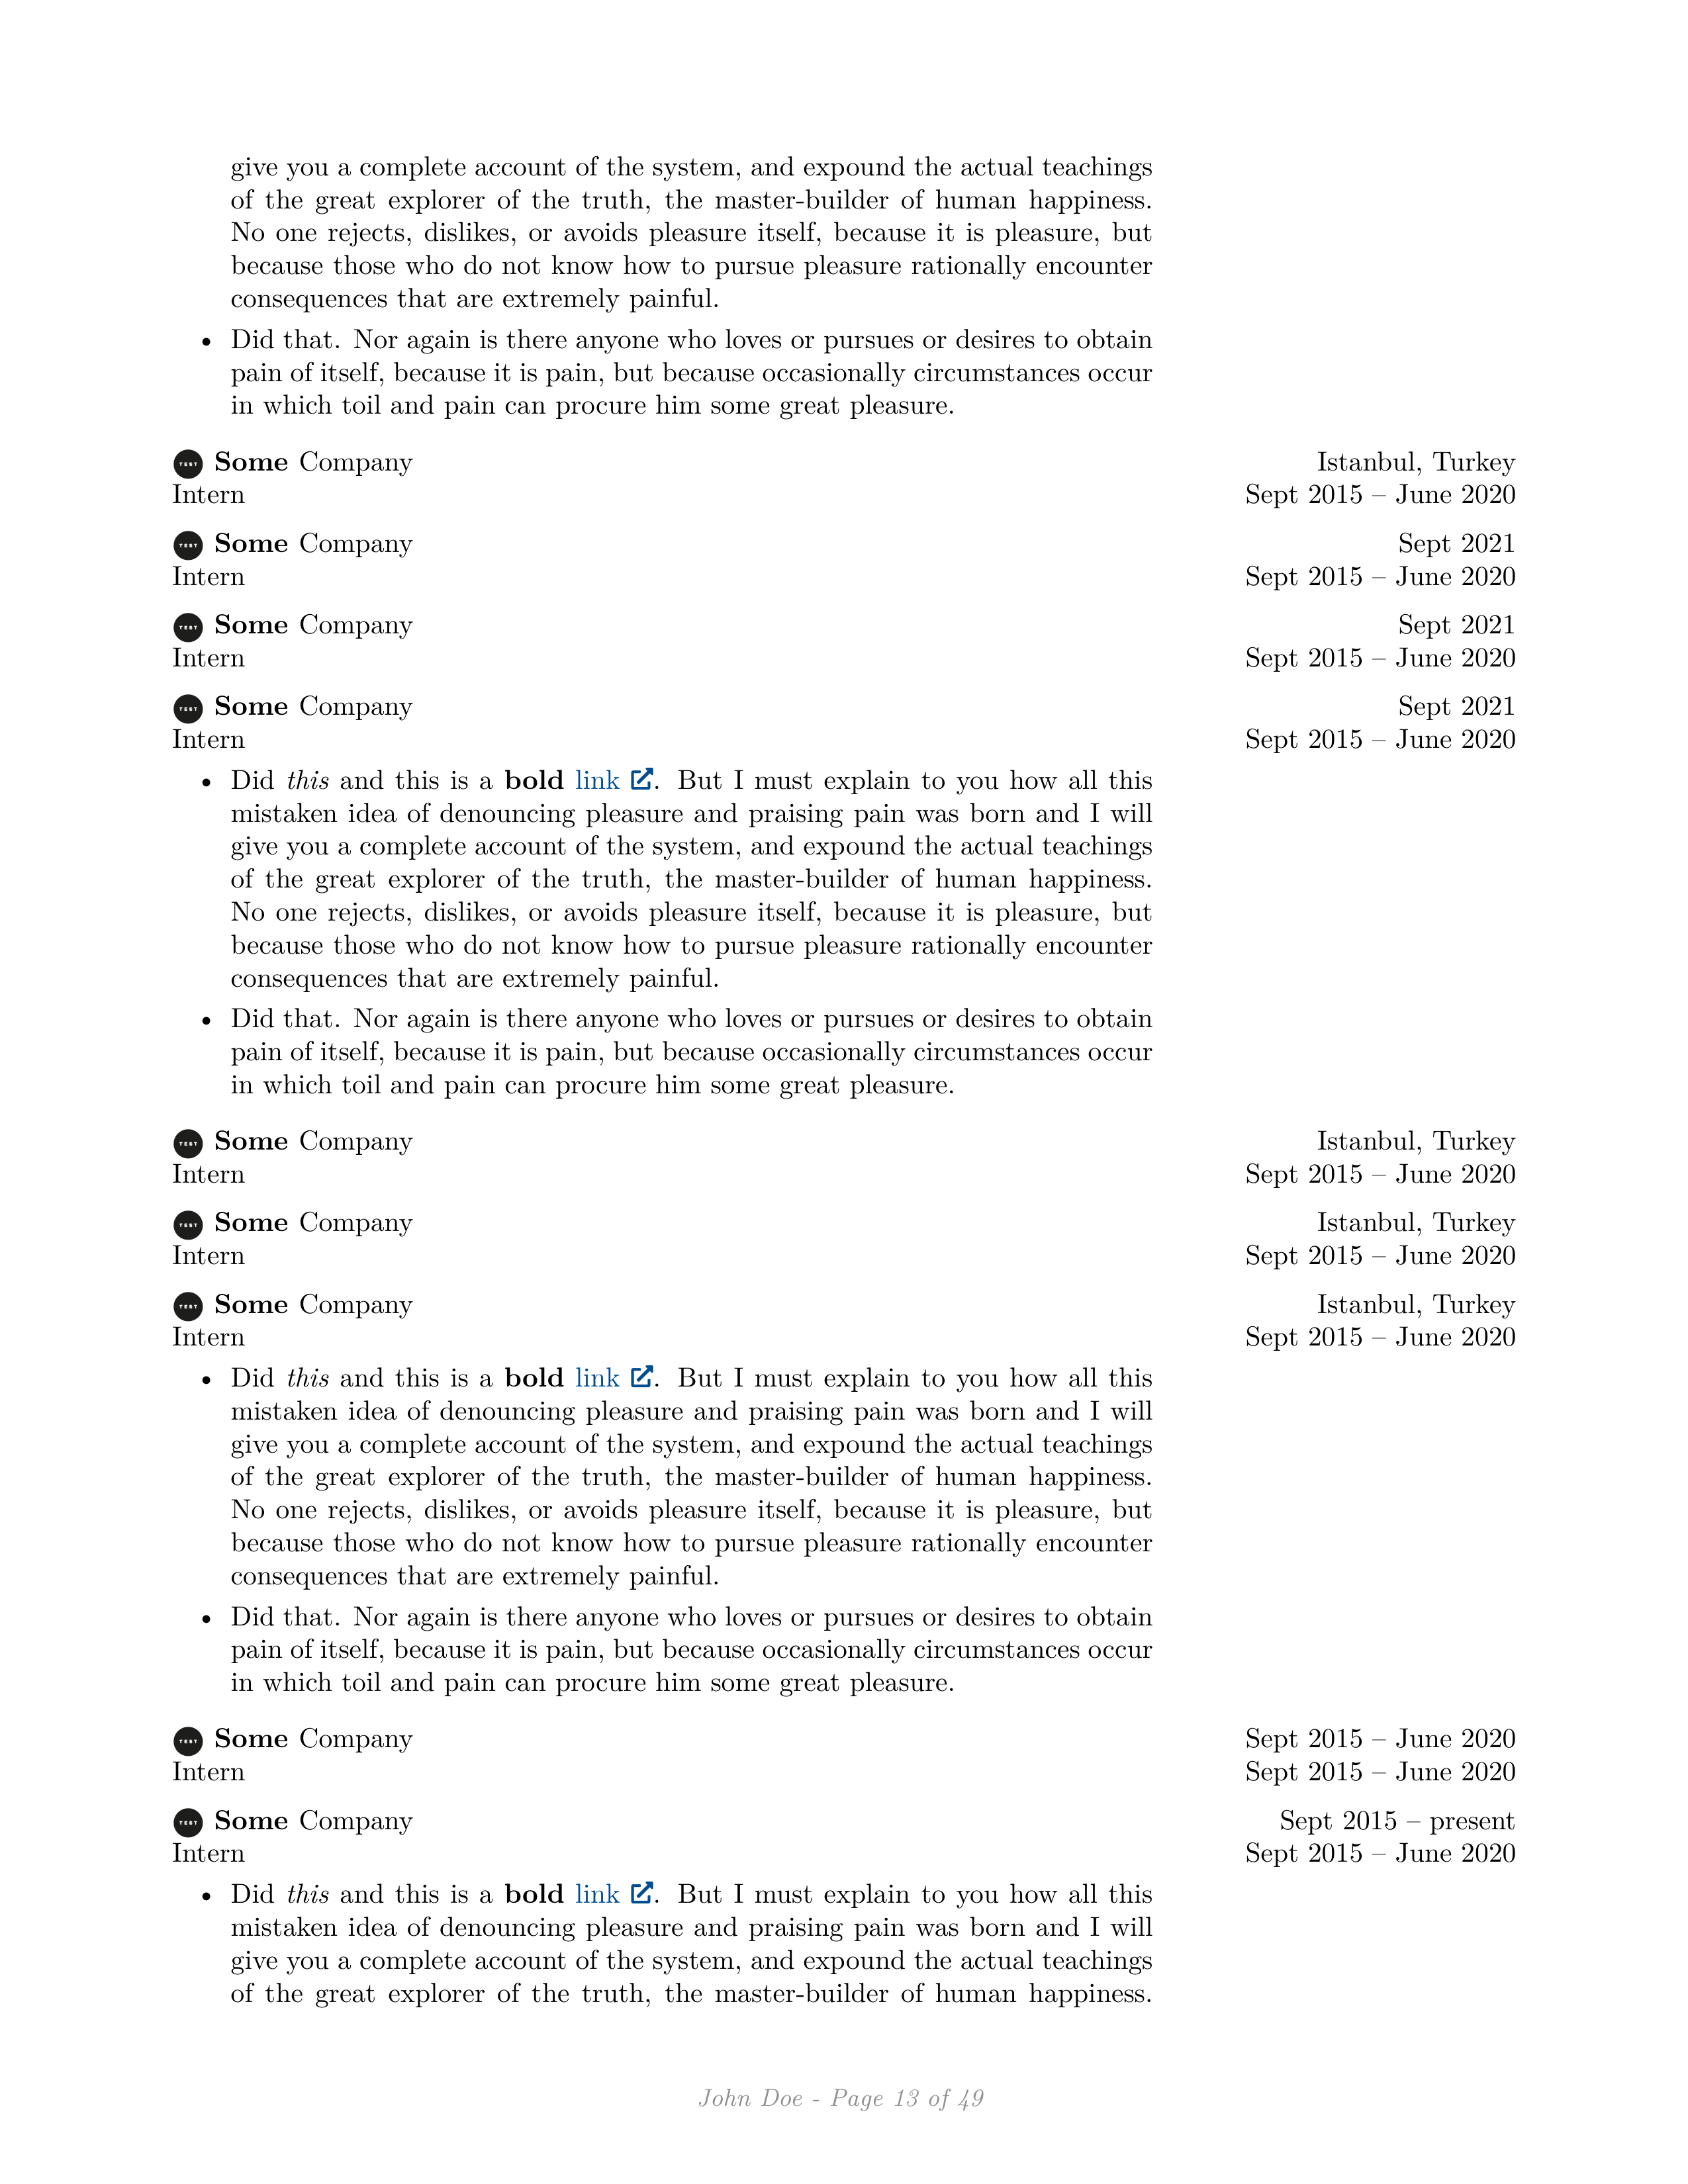 give you a complete account of the system, and expound the actual teachings
of the great explorer of the truth, the master-builder of human happiness.
No one rejects, dislikes, or avoids pleasure itself, because it is pleasure, but
because those who do not know how to pursue pleasure rationally encounter
consequences that are extremely painful.
• Did that. Nor again is there anyone who loves or pursues or desires to obtain
pain of itself, because it is pain, but because occasionally circumstances occur
in which toil and pain can procure him some great pleasure.
TEST Some Company Istanbul, Turkey
Intern Sept 2015 – June 2020
TEST Some Company Sept 2021
Intern Sept 2015 – June 2020
TEST Some Company Sept 2021
Intern Sept 2015 – June 2020
TEST Some Company Sept 2021
Intern Sept 2015 – June 2020
• Did this and this is a bold link. But I must explain to you how all this
mistaken idea of denouncing pleasure and praising pain was born and I will
give you a complete account of the system, and expound the actual teachings
of the great explorer of the truth, the master-builder of human happiness.
No one rejects, dislikes, or avoids pleasure itself, because it is pleasure, but
because those who do not know how to pursue pleasure rationally encounter
consequences that are extremely painful.
• Did that. Nor again is there anyone who loves or pursues or desires to obtain
pain of itself, because it is pain, but because occasionally circumstances occur
in which toil and pain can procure him some great pleasure.
TEST Some Company Istanbul, Turkey
Intern Sept 2015 – June 2020
TEST Some Company Istanbul, Turkey
Intern Sept 2015 – June 2020
TEST Some Company Istanbul, Turkey
Intern Sept 2015 – June 2020
• Did this and this is a bold link. But I must explain to you how all this
mistaken idea of denouncing pleasure and praising pain was born and I will
give you a complete account of the system, and expound the actual teachings
of the great explorer of the truth, the master-builder of human happiness.
No one rejects, dislikes, or avoids pleasure itself, because it is pleasure, but
because those who do not know how to pursue pleasure rationally encounter
consequences that are extremely painful.
• Did that. Nor again is there anyone who loves or pursues or desires to obtain
pain of itself, because it is pain, but because occasionally circumstances occur
in which toil and pain can procure him some great pleasure.
TEST Some Company Sept 2015 – June 2020
Intern Sept 2015 – June 2020
TEST Some Company Sept 2015 – present
Intern Sept 2015 – June 2020
• Did this and this is a bold link. But I must explain to you how all this
mistaken idea of denouncing pleasure and praising pain was born and I will
give you a complete account of the system, and expound the actual teachings
of the great explorer of the truth, the master-builder of human happiness.
John Doe - Page 13 of 49